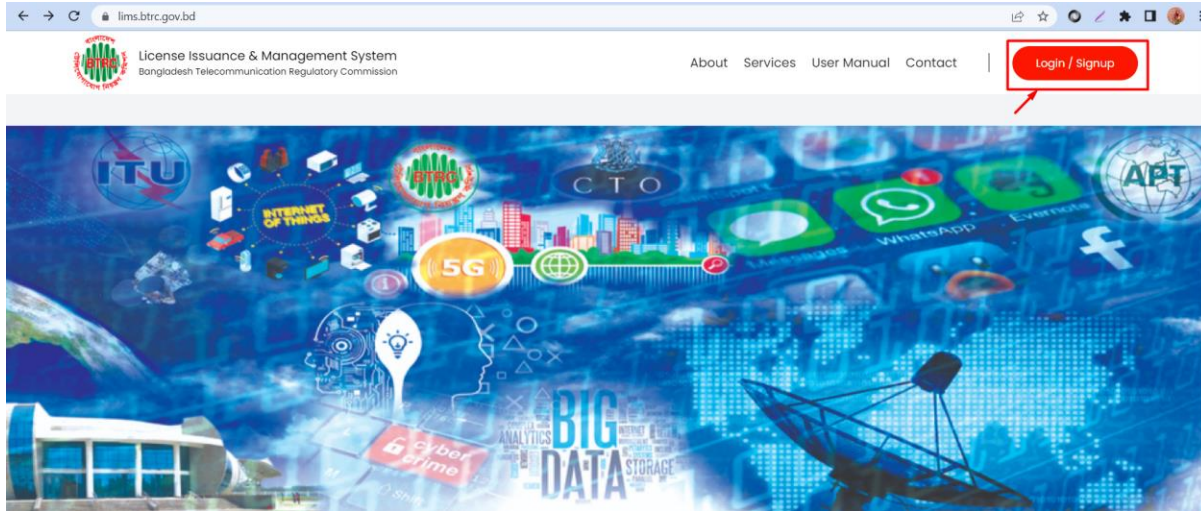 lims.btrc.gov.bd
License Issuance & Management System
Bangladesh Telecommunication Regulatory Commission
About Services User Manual Contact
Login / Signup
BTRC
ITU
INTERNET
OF THINGS
BTRC
CTO
APT
5G
Messages
WhatsApp
Evernote
cyber
crime
BIG
DATA
ANALYTICS
STORAGE